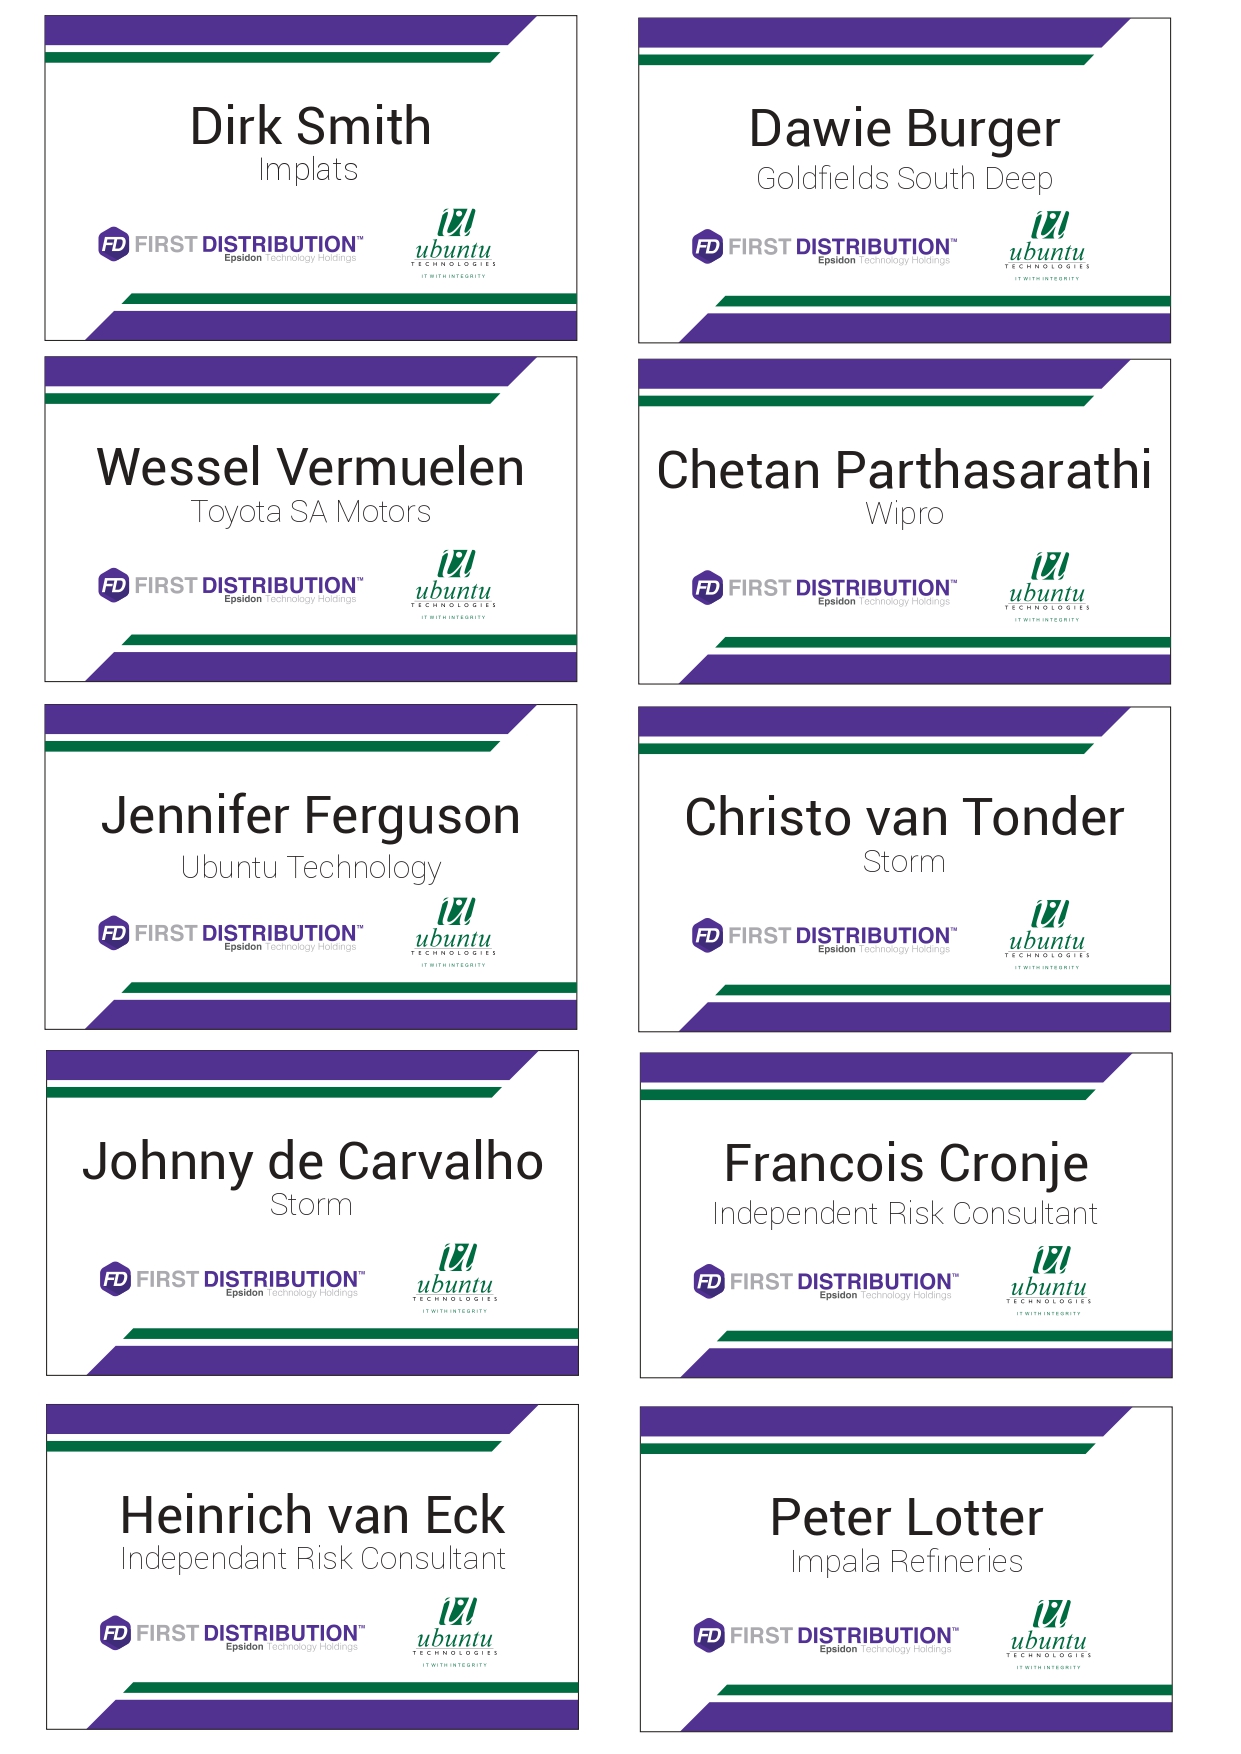 Dirk Smith
Implats
FD FIRST DISTRIBUTION™
Epsidon Technology Holdings
ubuntu
TECHNOLOGIES
IT WITH INTEGRITY
Dawie Burger
Goldfields South Deep
FD FIRST DISTRIBUTION™
Epsidon Technology Holdings
ubuntu
TECHNOLOGIES
IT WITH INTEGRITY
Wessel Vermuelen
Toyota SA Motors
FD FIRST DISTRIBUTION™
Epsidon Technology Holdings
ubuntu
TECHNOLOGIES
IT WITH INTEGRITY
Chetan Parthasarathi
Wipro
FD FIRST DISTRIBUTION™
Epsidon Technology Holdings
ubuntu
TECHNOLOGIES
IT WITH INTEGRITY
Jennifer Ferguson
Ubuntu Technology
FD FIRST DISTRIBUTION™
Epsidon Technology Holdings
ubuntu
TECHNOLOGIES
IT WITH INTEGRITY
Christo van Tonder
Storm
FD FIRST DISTRIBUTION™
Epsidon Technology Holdings
ubuntu
TECHNOLOGIES
IT WITH INTEGRITY
Johnny de Carvalho
Storm
FD FIRST DISTRIBUTION™
Epsidon Technology Holdings
ubuntu
TECHNOLOGIES
IT WITH INTEGRITY
Francois Cronje
Independent Risk Consultant
FD FIRST DISTRIBUTION™
Epsidon Technology Holdings
ubuntu
TECHNOLOGIES
IT WITH INTEGRITY
Heinrich van Eck
Independant Risk Consultant
FD FIRST DISTRIBUTION™
Epsidon Technology Holdings
ubuntu
TECHNOLOGIES
IT WITH INTEGRITY
Peter Lotter
Impala Refineries
FD FIRST DISTRIBUTION™
Epsidon Technology Holdings
ubuntu
TECHNOLOGIES
IT WITH INTEGRITY